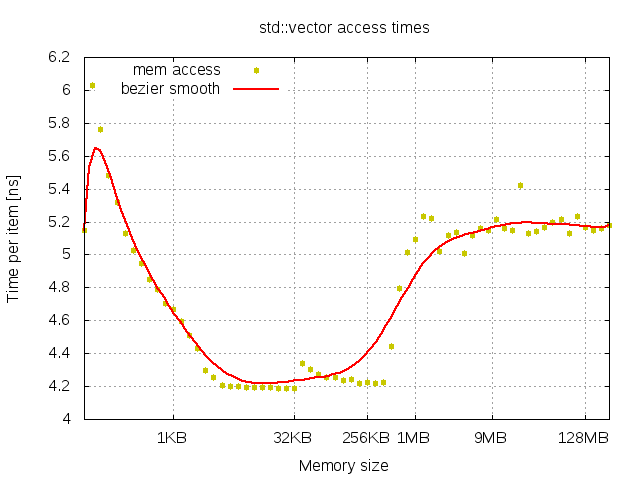 std::vector access times
6.2
mem access
6
bezier smooth
5.8
5.6
5.4
5.2
5
4.8
4.6
4.4
4.2
4
Time per item [ns]
1KB 32KB 256KB 1MB 9MB 128MB
Memory size